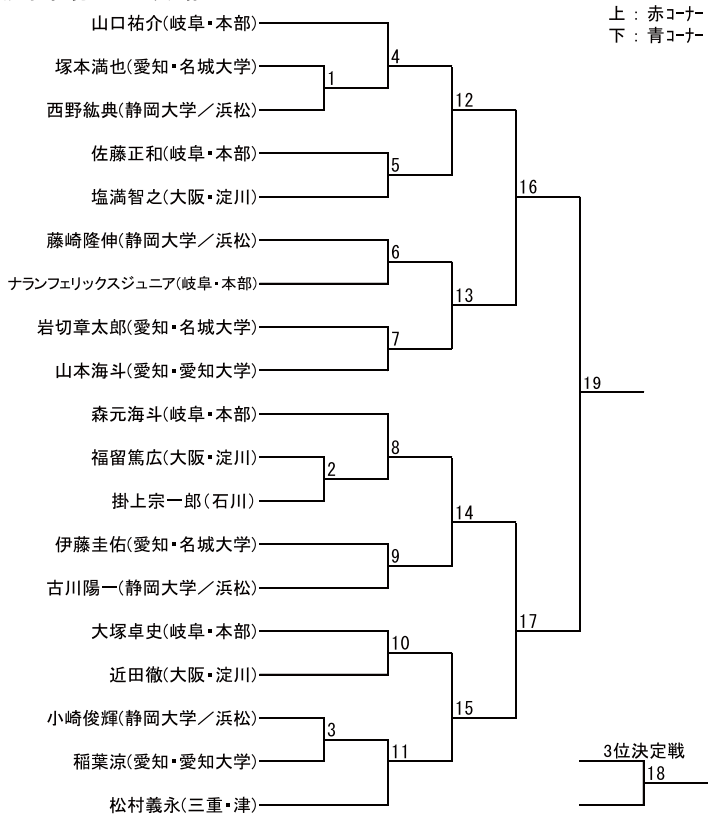 上：赤コーナー
下：青コーナー
山口祐介(岐阜・本部)
4
塚本満也(愛知・名城大学)
1
12
西野紘典(静岡大学／浜松)
佐藤正和(岐阜・本部)
5
16
塩満智之(大阪・淀川)
藤崎隆伸(静岡大学／浜松)
6
ナランフェリックスジュニア(岐阜・本部)
13
岩切章太郎(愛知・名城大学)
7
山本海斗(愛知・愛知大学)
19
森元海斗(岐阜・本部)
8
福留篤広(大阪・淀川)
2
掛上宗一郎(石川)
14
伊藤圭佑(愛知・名城大学)
9
古川陽一(静岡大学／浜松)
17
大塚卓史(岐阜・本部)
10
近田徹(大阪・淀川)
15
小崎俊輝(静岡大学／浜松)
3
稲葉涼(愛知・愛知大学)
11
3位決定戦
18
松村義永(三重・津)